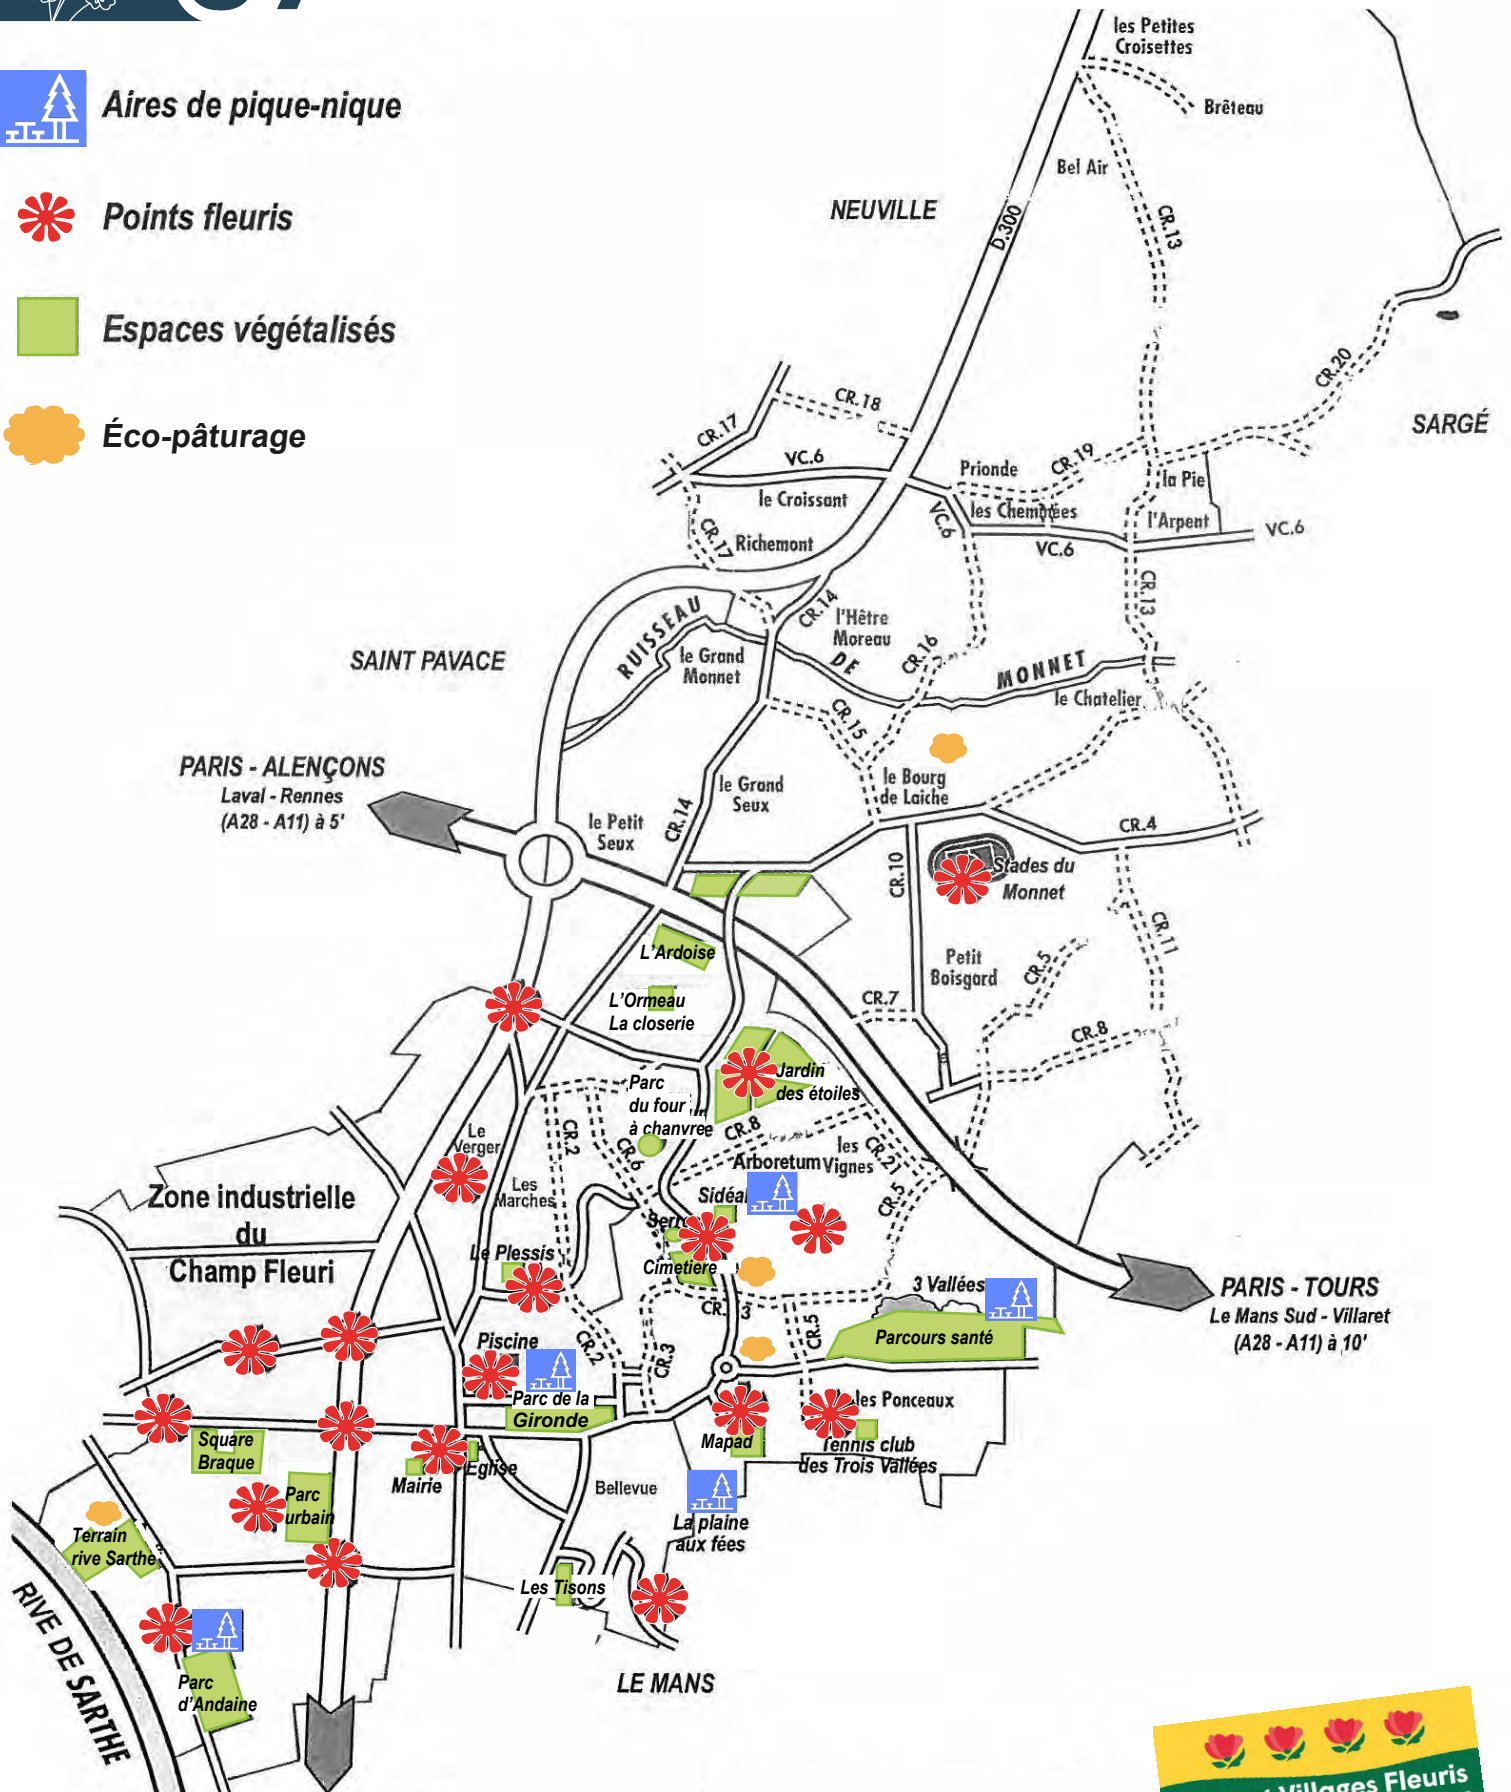 Aires de pique-nique
Points fleuris
Espaces végétalisés
Éco-pâturage
les Petites
Croisettes
Brêteau
Bel Air
NEUVILLE
D.300
CR.13
CR.20
SARGÉ
CR.18
CR.17
VC.6
le Croissant
Prionde
CR.19
la Pie
les Chemtrées
l'Arpent
VC.6
VC.6
VC.6
CR.17
Richemont
CR.13
CR.14
l'Hêtre
Moreau
RUISSEAU
DE
MONNET
CR.16
SAINT PAVACE
le Grand
Monnet
le Chatelier
CR.15
PARIS - ALENÇONS
Laval - Rennes
(A28 - A11) à 5'
le Grand
Seux
le Bourg
de Laiche
le Petit
Seux
CR.14
CR.4
CR.10
Stades du
Monnet
L'Ardoise
Petit
Boisgard
CR.5
CR.11
L'Ormeau
La closerie
CR.7
CR.8
Jardin
des étoiles
Parc
du four
à chanvre
CR.8
Le
Verger
CR.2
CR.6
les
Vignes
CR.21
Arboretum
Les
Marches
Sidéal
CR.5
Zone industrielle
du
Champ Fleuri
Serre
Le Plessis
Cimetiere
3 Vallées
PARIS - TOURS
Le Mans Sud - Villaret
(A28 - A11) à 10'
CR. 3
CR.5
Parcours santé
Piscine
CR.2
CR.3
Parc de la
Gironde
les Ponceaux
Square
Braque
Mapad
Tennis club
des Trois Vallées
Mairie
Eglise
Bellevue
Parc
urbain
La plaine
aux fées
Terrain
rive Sarthe
Les Tisons
RIVE DE SARTHE
Parc
d'Andaine
LE MANS
Villages Fleuris